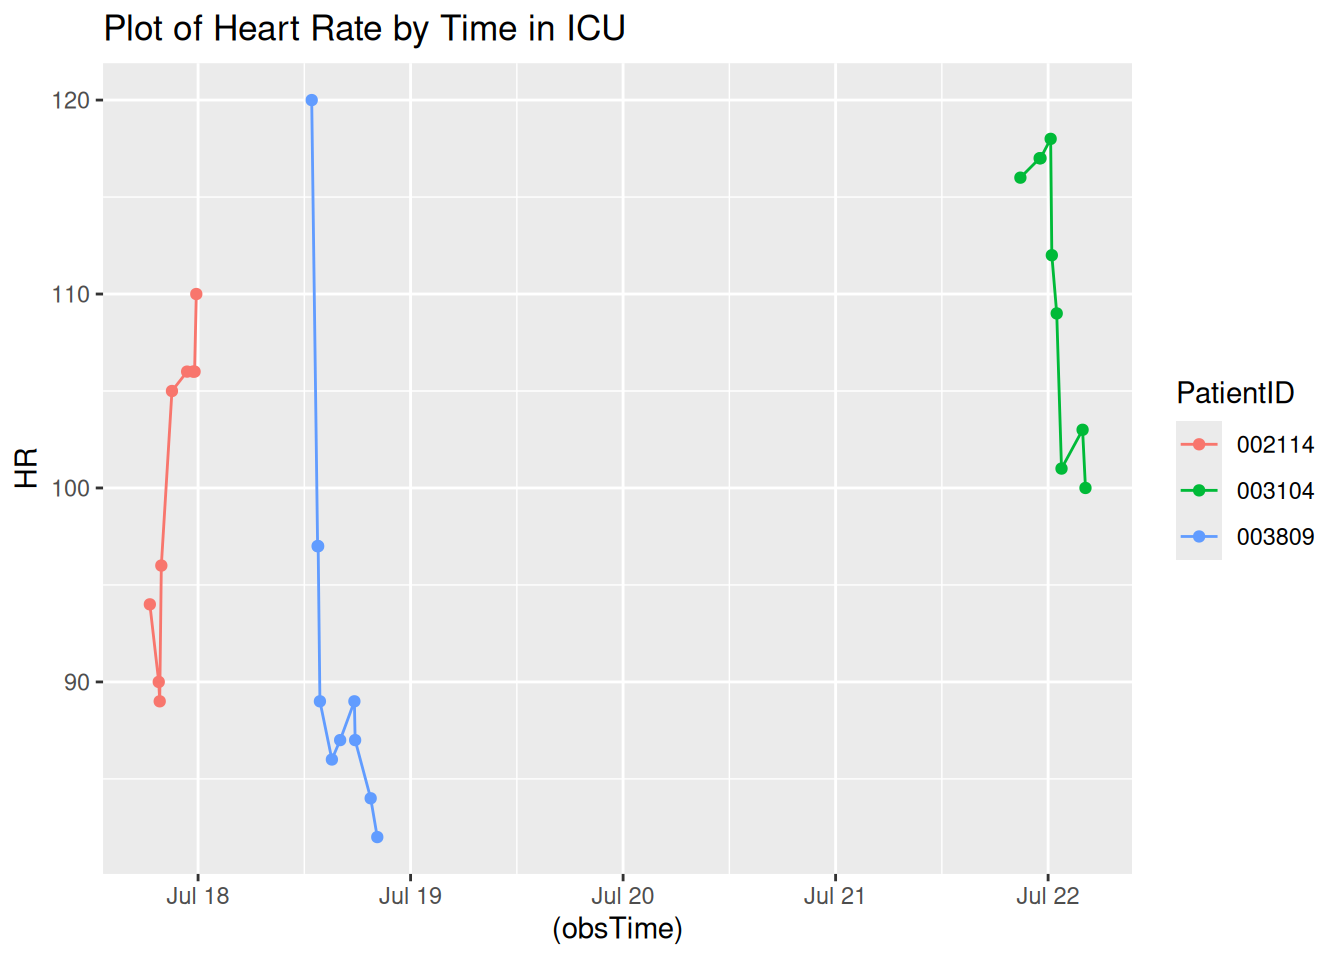 Plot of Heart Rate by Time in ICU
120
110
100
90
HR
Jul 18
Jul 19
Jul 20
Jul 21
Jul 22
(obsTime)
PatientID
002114
003104
003809